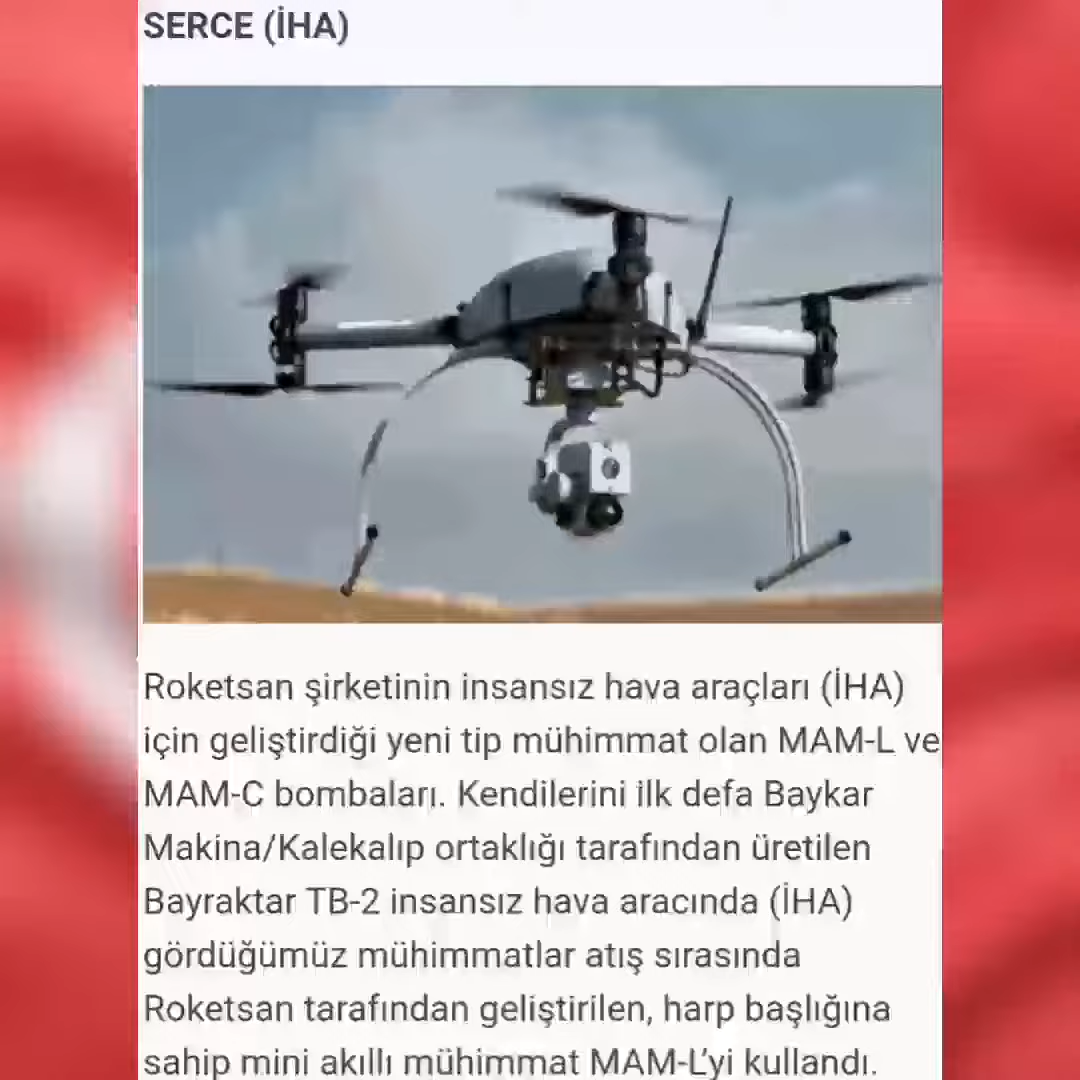 SERCE (İHA)
Roketsan şirketinin insansız hava araçları (İHA)
için geliştirdiği yeni tip mühimmat olan MAM-L ve
MAM-C bombaları. Kendilerini ilk defa Baykar
Makina/Kalekalıp ortaklığı tarafından üretilen
Bayraktar TB-2 insansız hava aracında (İHA)
gördüğümüz mühimmatlar atış sırasında
Roketsan tarafından geliştirilen, harp başlığına
sahip mini akıllı mühimmat MAM-L’yi kullandı.